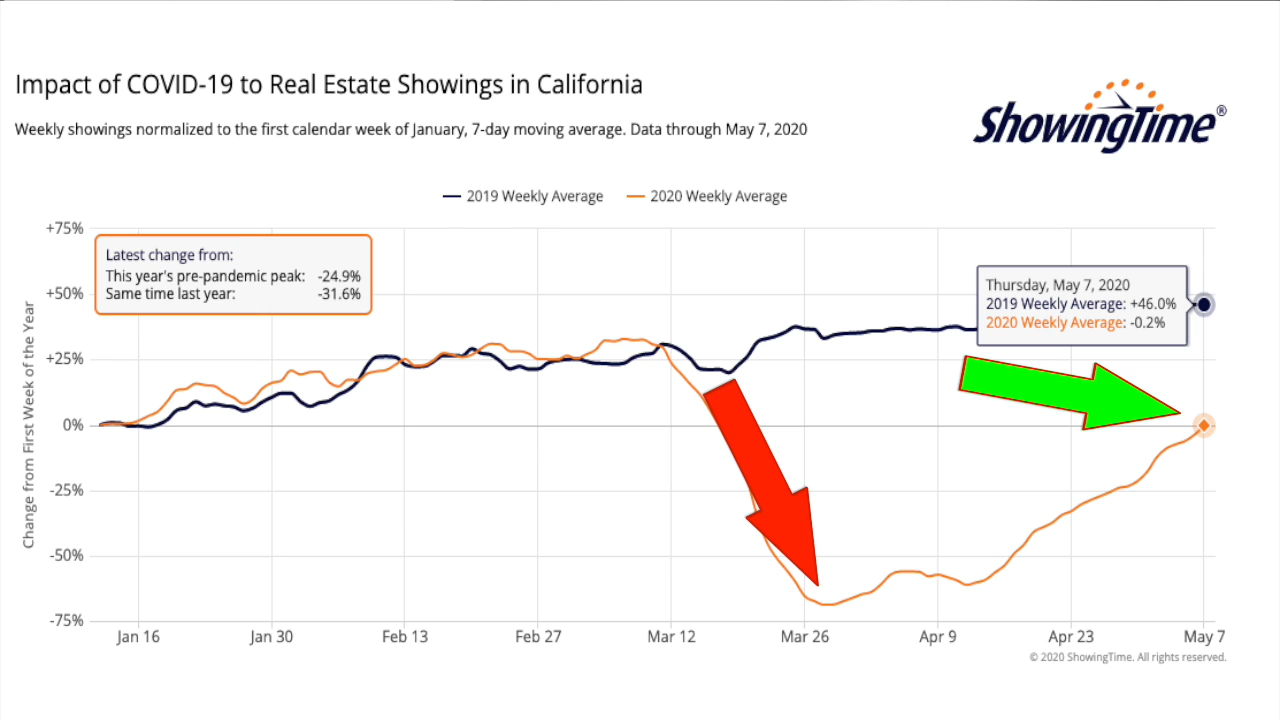 Impact of COVID-19 to Real Estate Showings in California
Weekly showings normalized to the first calendar week of January, 7-day moving average. Data through May 7, 2020
ShowingTime®
2019 Weekly Average
2020 Weekly Average
Change from First Week of the Year
+75%
+50%
+25%
0%
-25%
-50%
-75%
Latest change from:
This year's pre-pandemic peak: -24.9%
Same time last year: -31.6%
Thursday, May 7, 2020
2019 Weekly Average: +46.0%
2020 Weekly Average: -0.2%
Jan 16 Jan 30 Feb 13 Feb 27 Mar 12 Mar 26 Apr 9 Apr 23 May 7
© 2020 ShowingTime. All rights reserved.